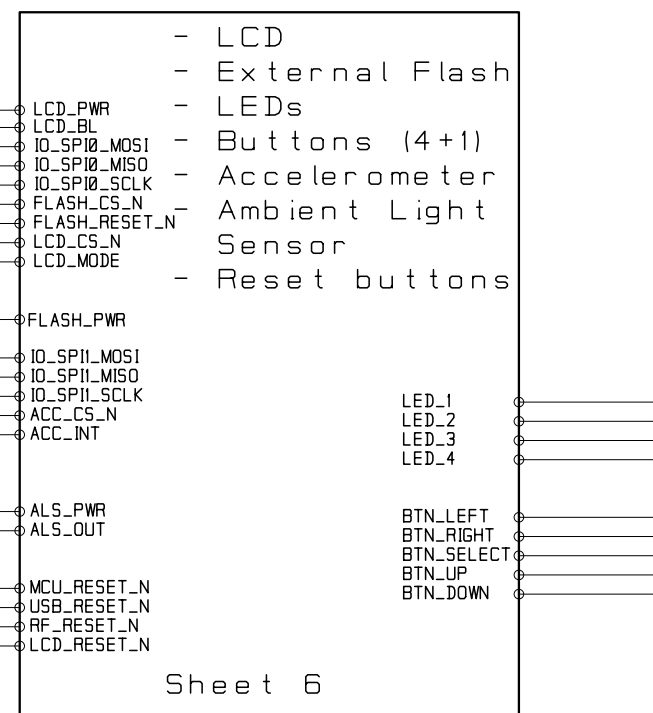 - LCD
- External Flash
- LEDs
- Buttons (4+1)
- Accelerometer
- Ambient Light
Sensor
- Reset buttons
LCD_PWR
LCD_BL
IO_SPI0_MOSI
IO_SPI0_MISO
IO_SPI0_SCLK
FLASH_CS_N
FLASH_RESET_N
LCD_CS_N
LCD_MODE
FLASH_PWR
IO_SPI1_MOSI
IO_SPI1_MISO
IO_SPI1_SCLK
ACC_CS_N
ACC_INT
ALS_PWR
ALS_OUT
MCU_RESET_N
USB_RESET_N
RF_RESET_N
LCD_RESET_N
LED_1
LED_2
LED_3
LED_4
BTN_LEFT
BTN_RIGHT
BTN_SELECT
BTN_UP
BTN_DOWN
Sheet 6